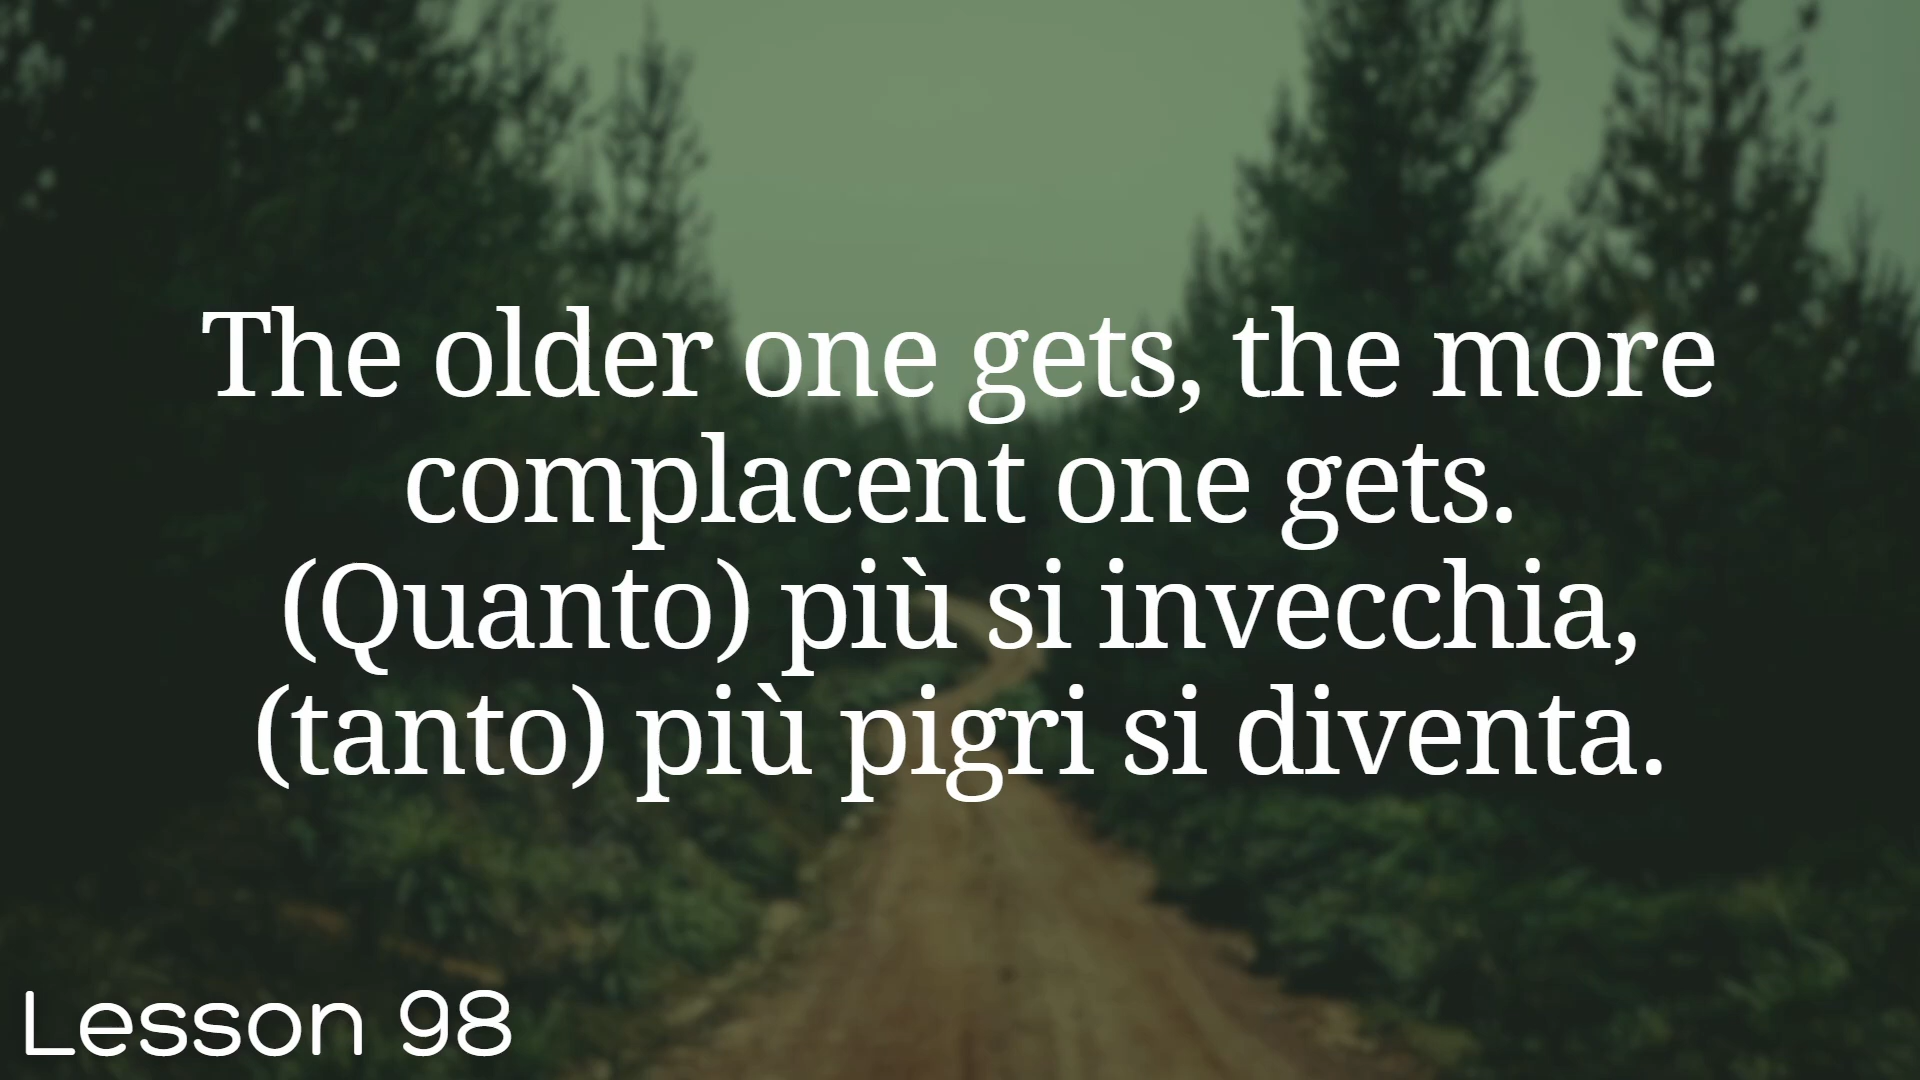 The older one gets, the more
complacent one gets.
(Quanto) più si invecchia,
(tanto) più pigri si diventa.
Lesson 98